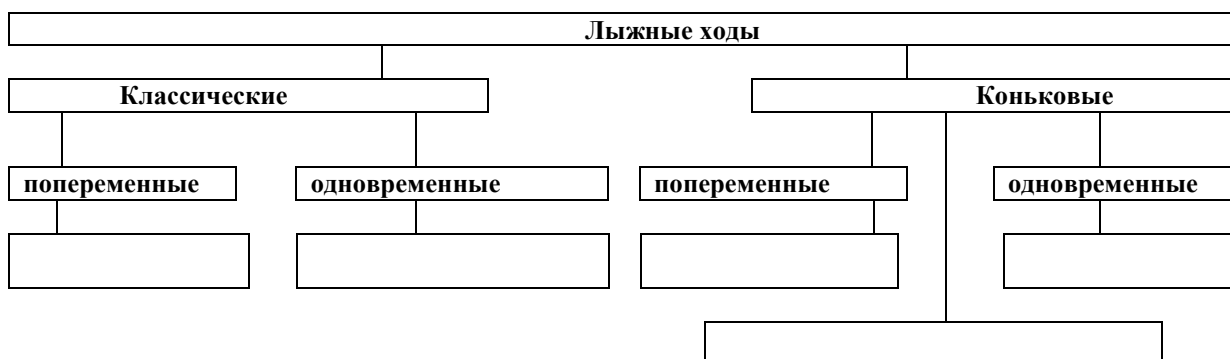 Лыжные ходы
Классические
Коньковые
попеременные
одновременные
попеременные
одновременные